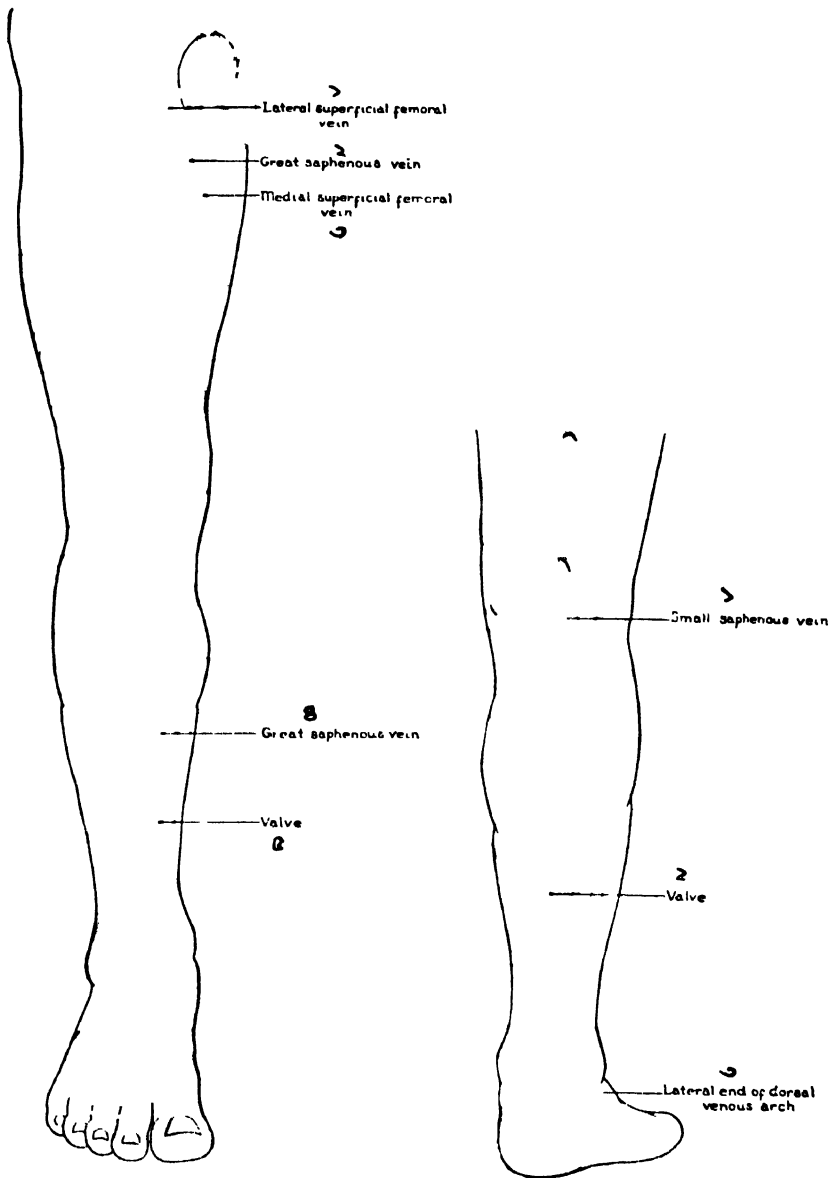 Lateral superficial femoral
vein
Great saphenous vein
Medial superficial femoral
vein
Small saphenous vein
Great saphenous vein
Valve
Valve
Lateral end of dorsal
venous arch